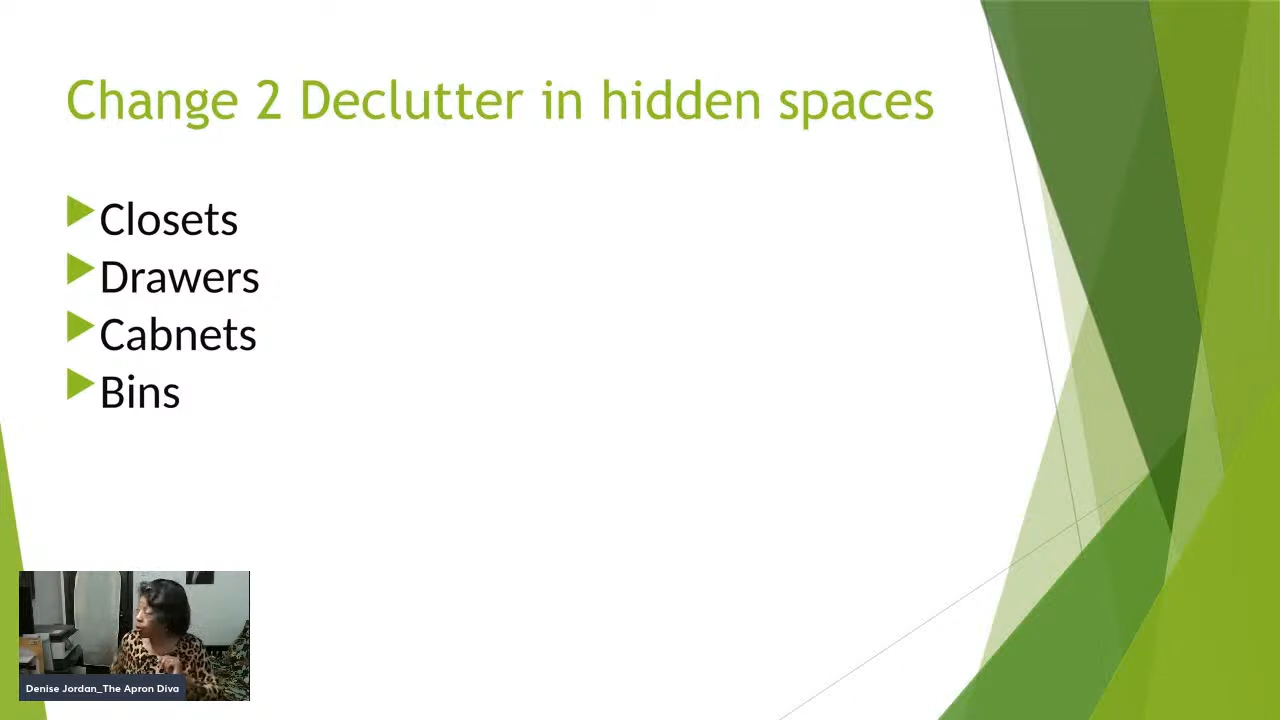 Change 2 Declutter in hidden spaces
Closets
Drawers
Cabnets
Bins
Denise Jordan_The Apron Diva